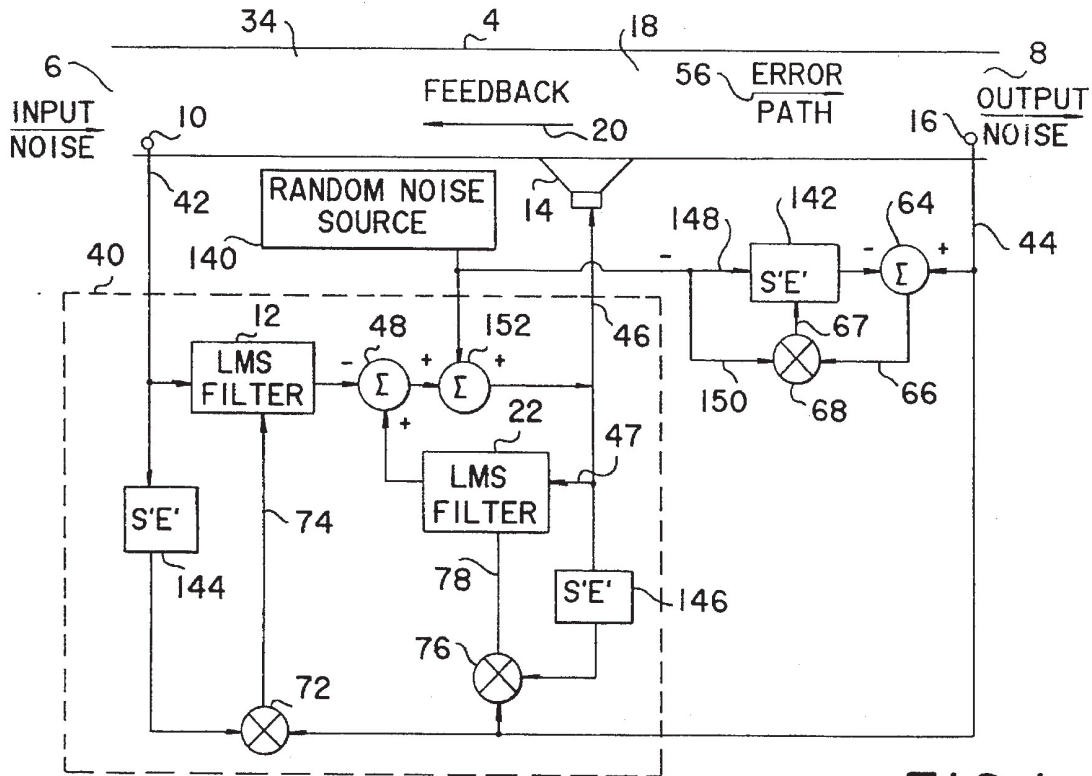 34
4
18
6
8
INPUT
NOISE
10
FEEDBACK
20
56
ERROR
PATH
16
OUTPUT
NOISE
42
RANDOM NOISE
SOURCE
140
14
148
142
64
44
-
-
+
S'E'
Σ
40
12
48
152
46
67
LMS
FILTER
-
Σ
+
+
Σ
+
+
150
68
66
22
47
LMS
FILTER
S'E'
144
74
78
S'E'
146
76
72